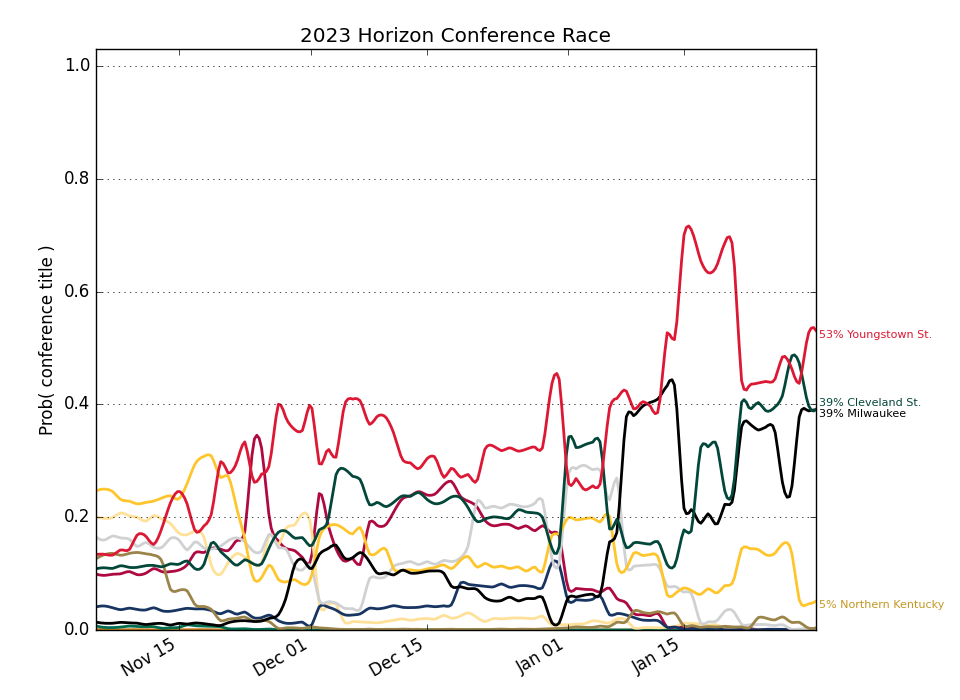 2023 Horizon Conference Race
Prob( conference title )
1.0
0.8
0.6
0.4
0.2
0.0
Nov 15
Dec 01
Dec 15
Jan 01
Jan 15
53% Youngstown St.
39% Cleveland St.
39% Milwaukee
5% Northern Kentucky